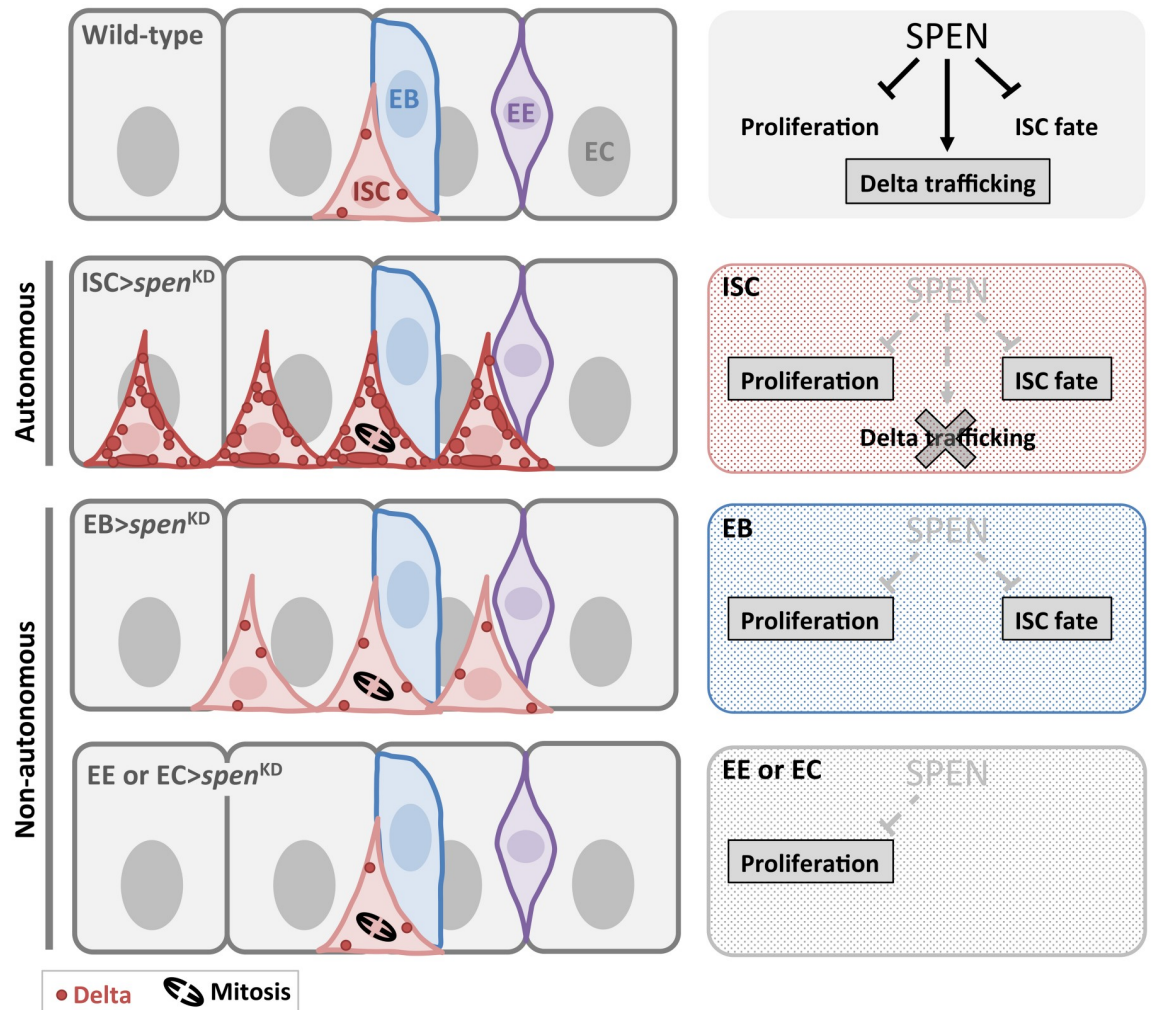 Wild-type
EB
EE
EC
ISC
SPEN
Proliferation
ISC fate
Delta trafficking
Autonomous
ISC>spenKD
ISC
SPEN
Proliferation
ISC fate
Delta trafficking
Non-autonomous
EB>spenKD
EB
SPEN
Proliferation
ISC fate
EE or EC>spenKD
EE or EC
SPEN
Proliferation
Delta
Mitosis